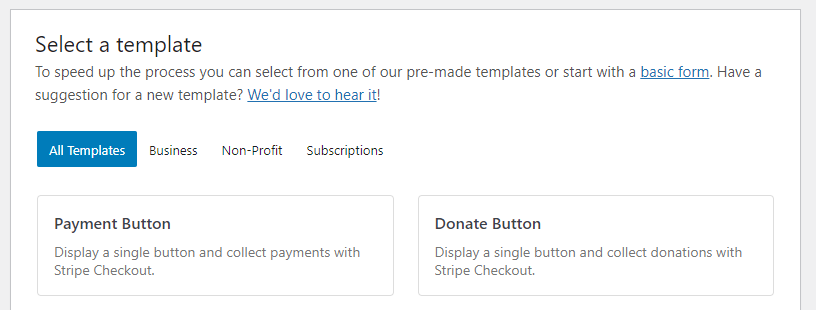 Select a template
To speed up the process you can select from one of our pre-made templates or start with a basic form. Have a
suggestion for a new template? We'd love to hear it!
All Templates Business Non-Profit Subscriptions
Payment Button
Display a single button and collect payments with
Stripe Checkout.
Donate Button
Display a single button and collect donations with
Stripe Checkout.